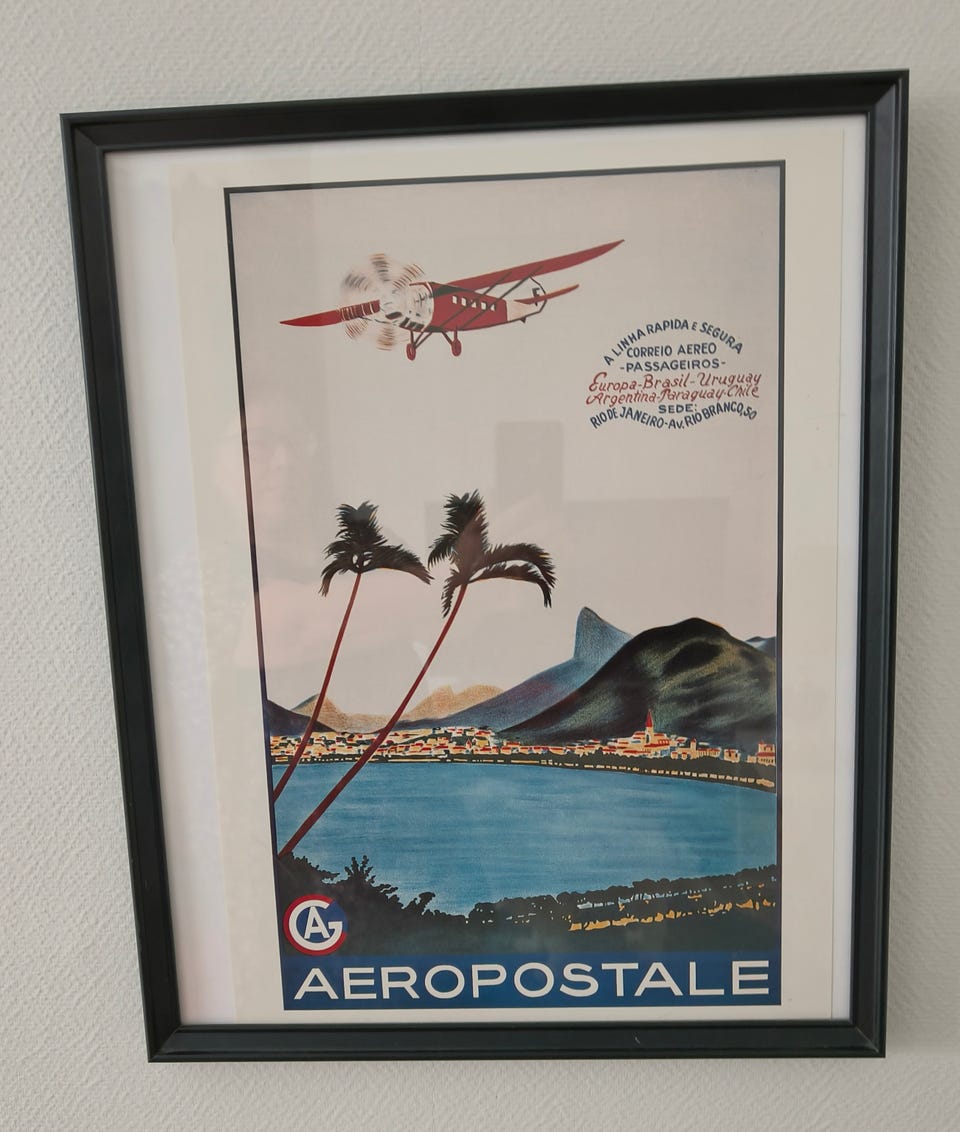 A LINHA RAPIDA E SEGURA
CORREIO AEREO
-PASSAGEIROS-
Europa-Brasil-Uruguay
Argentina-Paraguay-Chile
SEDE:
RIO DE JANEIRO-AV. RIO BRANCO, 50
AG
AEROPOSTALE